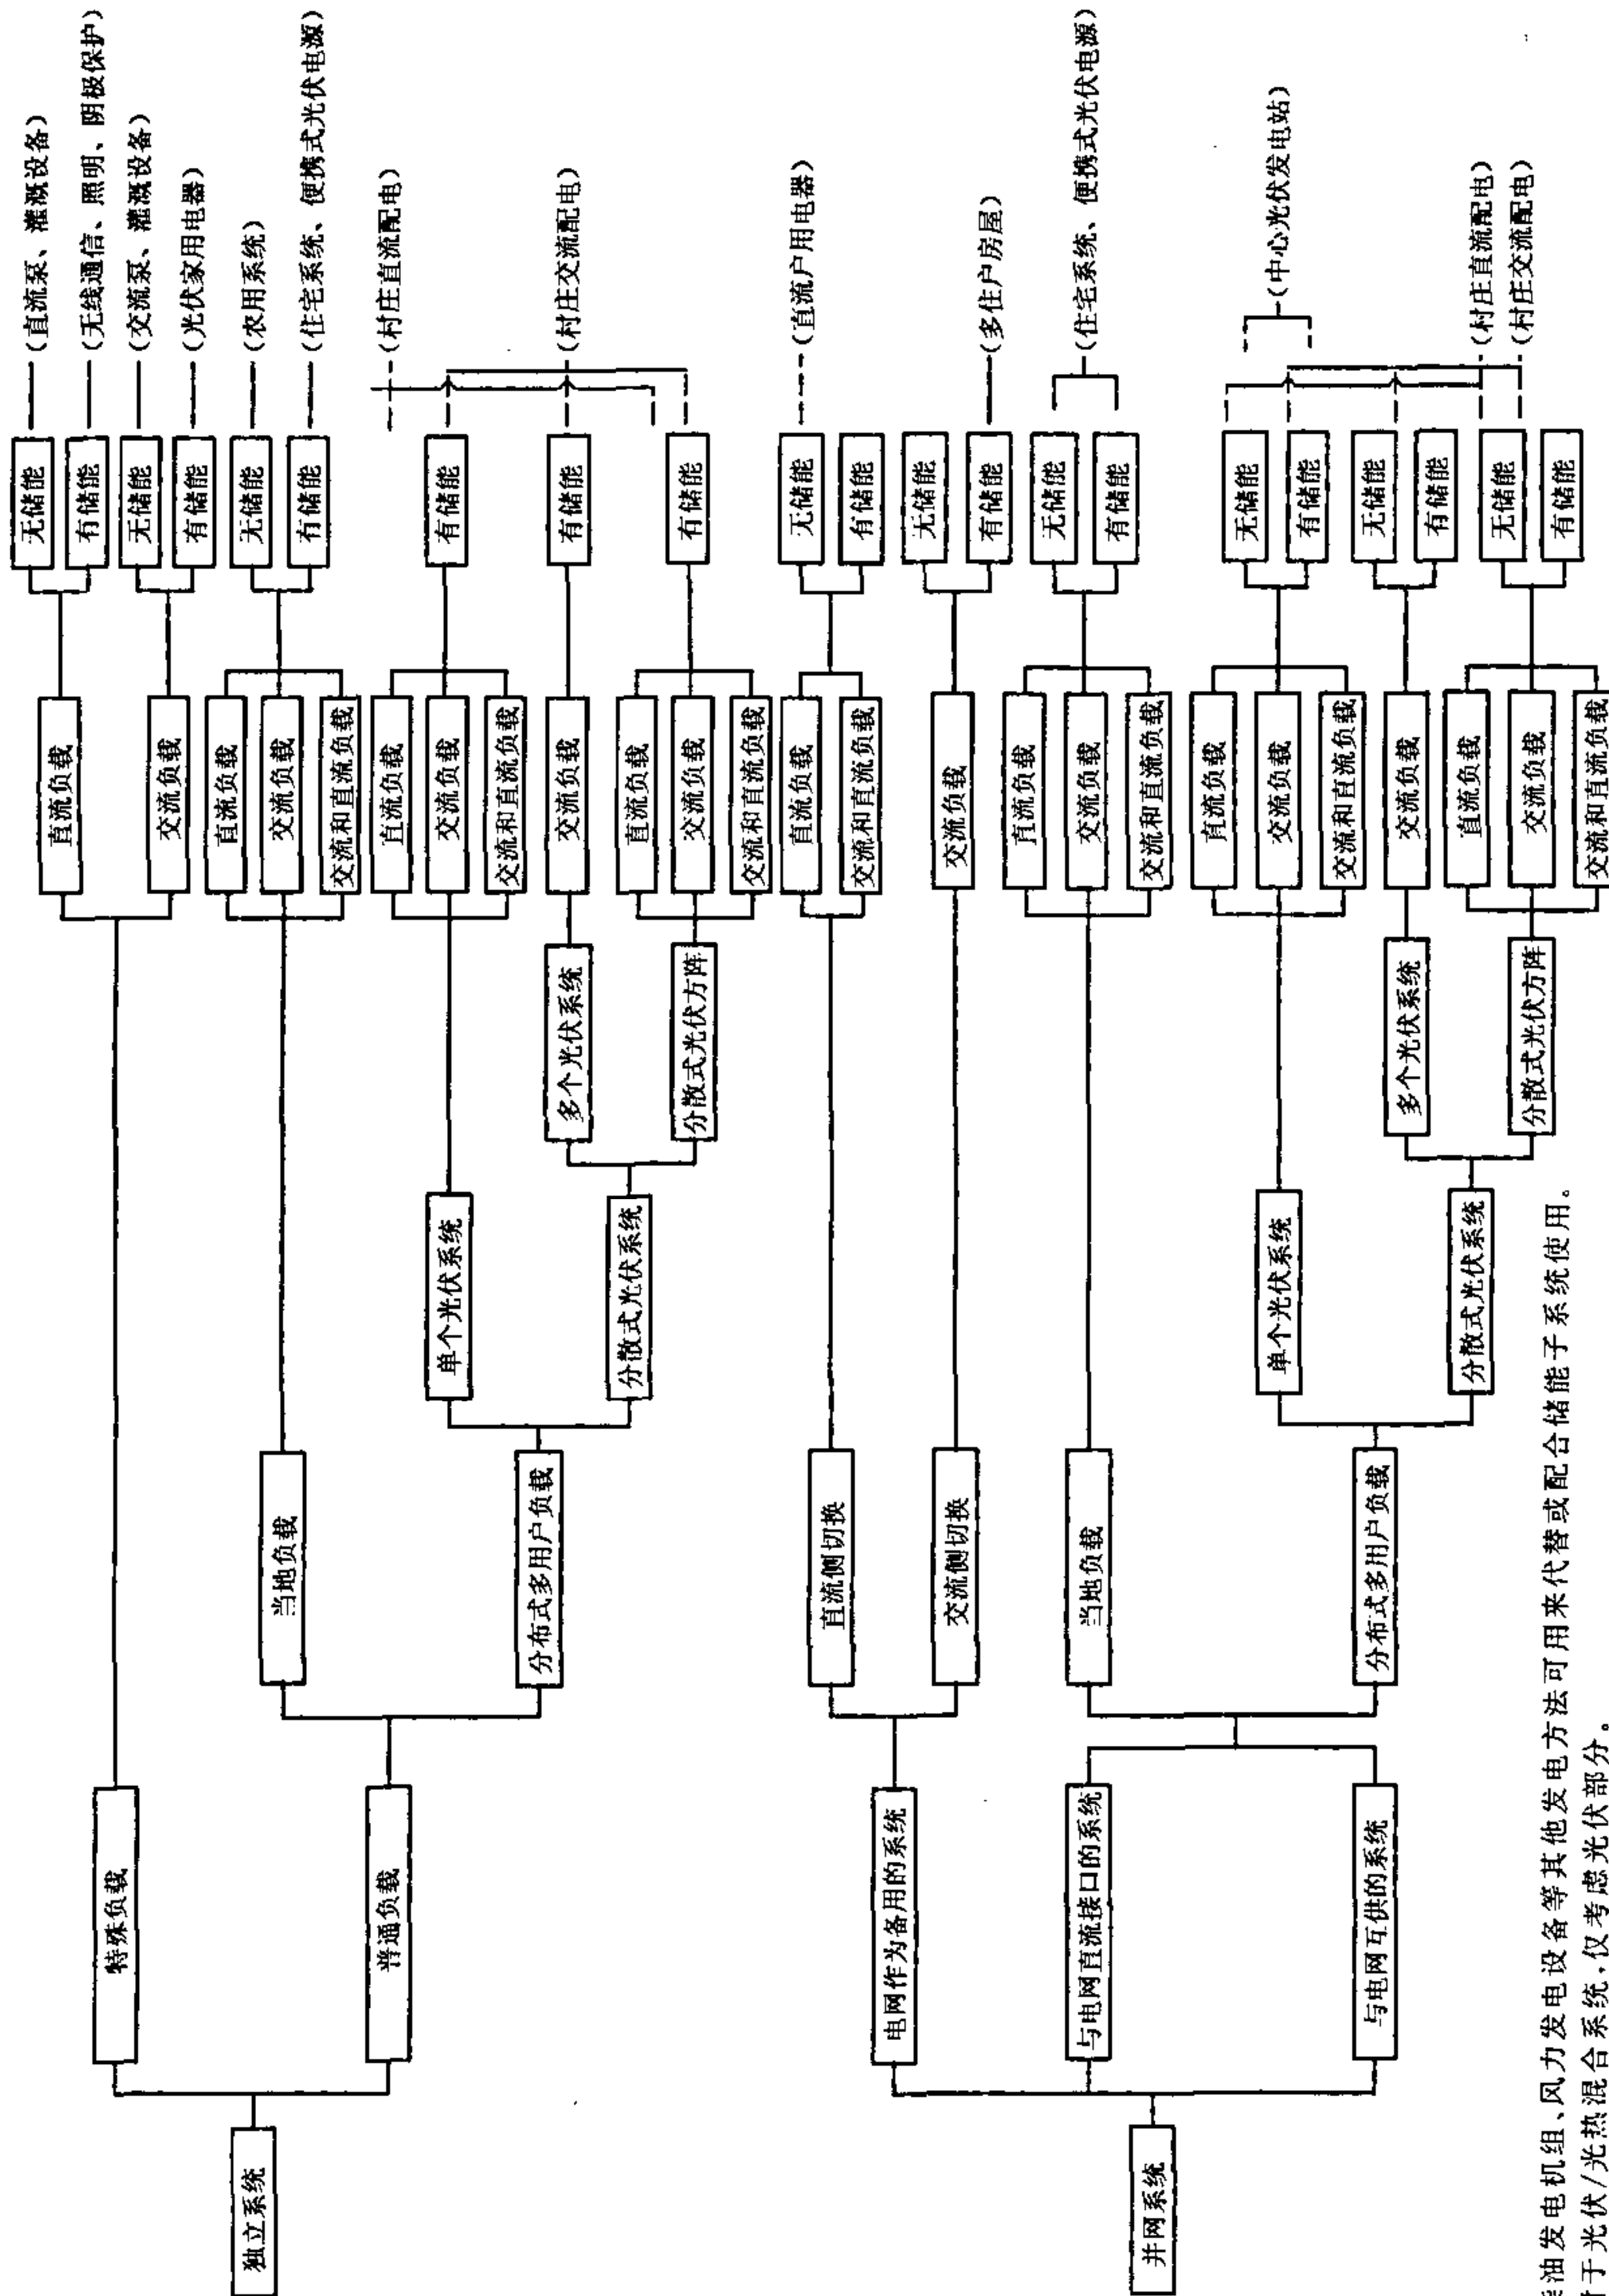 独立系统
特殊负载
直流负载
无储能
(直流泵、灌溉设备)
有储能
(无线通信、照明、阴极保护)
交流负载
无储能
(交流泵、灌溉设备)
有储能
(光伏家用电器)
普通负载
当地负载
直流负载
交流负载
交流和直流负载
无储能
(农用系统)
有储能
(住宅系统、便携式光伏电源)
分布式多用户负载
单个光伏系统
直流负载
交流负载
交流和直流负载
有储能
(村庄直流配电)
分散式光伏系统
多个光伏系统
交流负载
有储能
(村庄交流配电)
分散式光伏方阵
直流负载
交流负载
交流和直流负载
有储能
并网系统
电网作为备用的系统
直流侧切换
直流负载
交流和直流负载
无储能
(直流户用电器)
有储能
交流侧切换
交流负载
无储能
有储能
(多住户房屋)
与电网直流接口的系统
与电网互供的系统
当地负载
直流负载
交流负载
交流和直流负载
无储能
有储能
(住宅系统、便携式光伏电源)
分布式多用户负载
单个光伏系统
直流负载
交流负载
交流和直流负载
无储能
有储能
(中心光伏发电站)
分散式光伏系统
多个光伏系统
交流负载
无储能
有储能
分散式光伏方阵
直流负载
交流负载
交流和直流负载
无储能
有储能
(村庄直流配电)
(村庄交流配电)
油发电机组、风力发电设备等其他发电方法可用来代替或配合储能子系统使用。
于光伏/光热混合系统,仅考虑光伏部分。